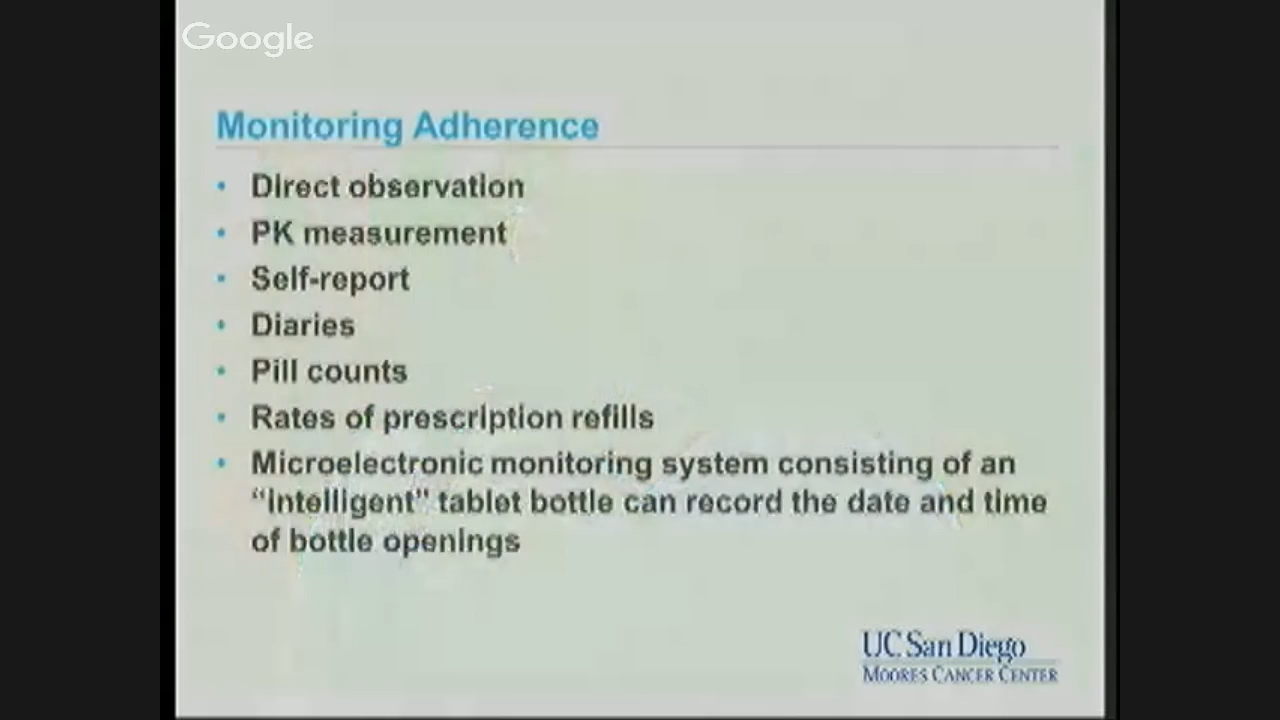 Google
Monitoring Adherence
• Direct observation
• PK measurement
• Self-report
• Diaries
• Pill counts
• Rates of prescription refills
• Microelectronic monitoring system consisting of an
“intelligent” tablet bottle can record the date and time
of bottle openings
UC San Diego
MOORES CANCER CENTER